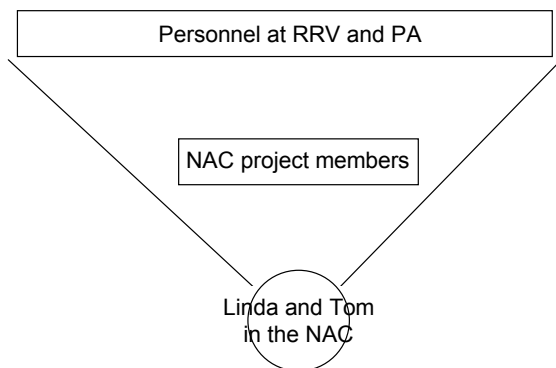 Personnel at RRV and PA
NAC project members
Linda and Tom
in the NAC